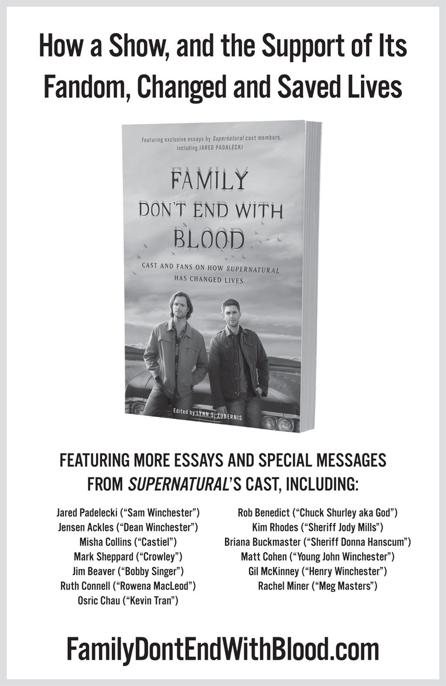 How a Show, and the Support of Its
Fandom, Changed and Saved Lives
Featuring exclusive essays by Supernatural cast members,
including JARED PADALECKI
FAMILY
DON'T END WITH
BLOOD
CAST AND FANS ON HOW SUPERNATURAL
HAS CHANGED LIVES
Edited by LYNN S. ZUBERNIS
FEATURING MORE ESSAYS AND SPECIAL MESSAGES
FROM SUPERNATURAL'S CAST, INCLUDING:
Jared Padelecki ("Sam Winchester")
Jensen Ackles ("Dean Winchester")
Misha Collins ("Castiel")
Mark Sheppard ("Crowley")
Jim Beaver ("Bobby Singer")
Ruth Connell ("Rowena MacLeod")
Osric Chau ("Kevin Tran")
Rob Benedict ("Chuck Shurley aka God")
Kim Rhodes ("Sheriff Jody Mills")
Briana Buckmaster ("Sheriff Donna Hanscum")
Matt Cohen ("Young John Winchester")
Gil McKinney ("Henry Winchester")
Rachel Miner ("Meg Masters")
FamilyDontEndWithBlood.com